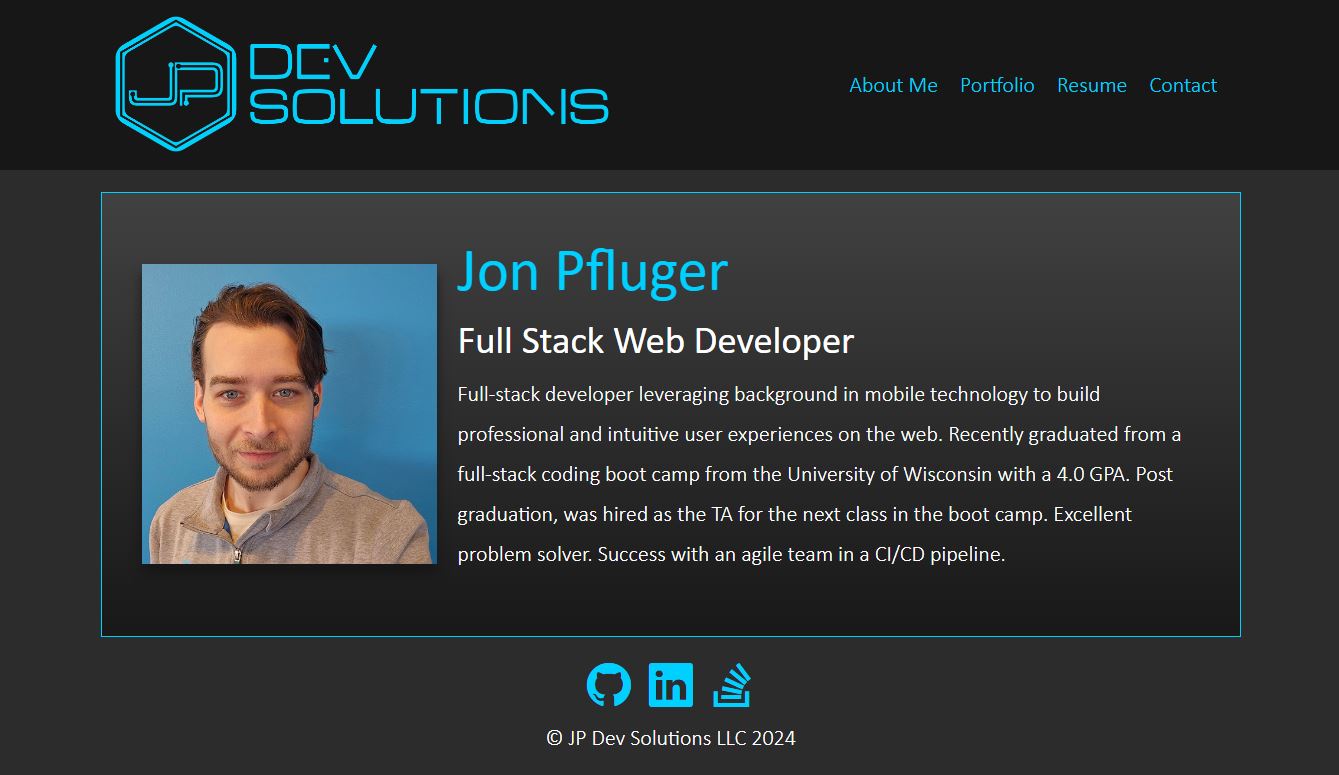 JP DEV
SOLUTIONS
About Me Portfolio Resume Contact
Jon Pfluger
Full Stack Web Developer
Full-stack developer leveraging background in mobile technology to build
professional and intuitive user experiences on the web. Recently graduated from a
full-stack coding boot camp from the University of Wisconsin with a 4.0 GPA. Post
graduation, was hired as the TA for the next class in the boot camp. Excellent
problem solver. Success with an agile team in a CI/CD pipeline.
in
© JP Dev Solutions LLC 2024